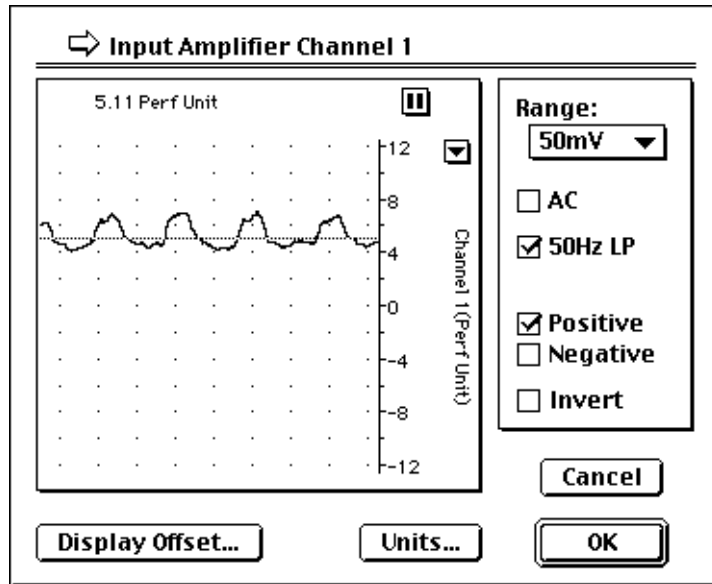 Input Amplifier Channel 1
5.11 Perf Unit
12
8
4
0
-4
-8
-12
Channel 1 (Perf Unit)
Range:
50mV
AC
50Hz LP
Positive
Negative
Invert
Cancel
Display Offset...
Units...
OK